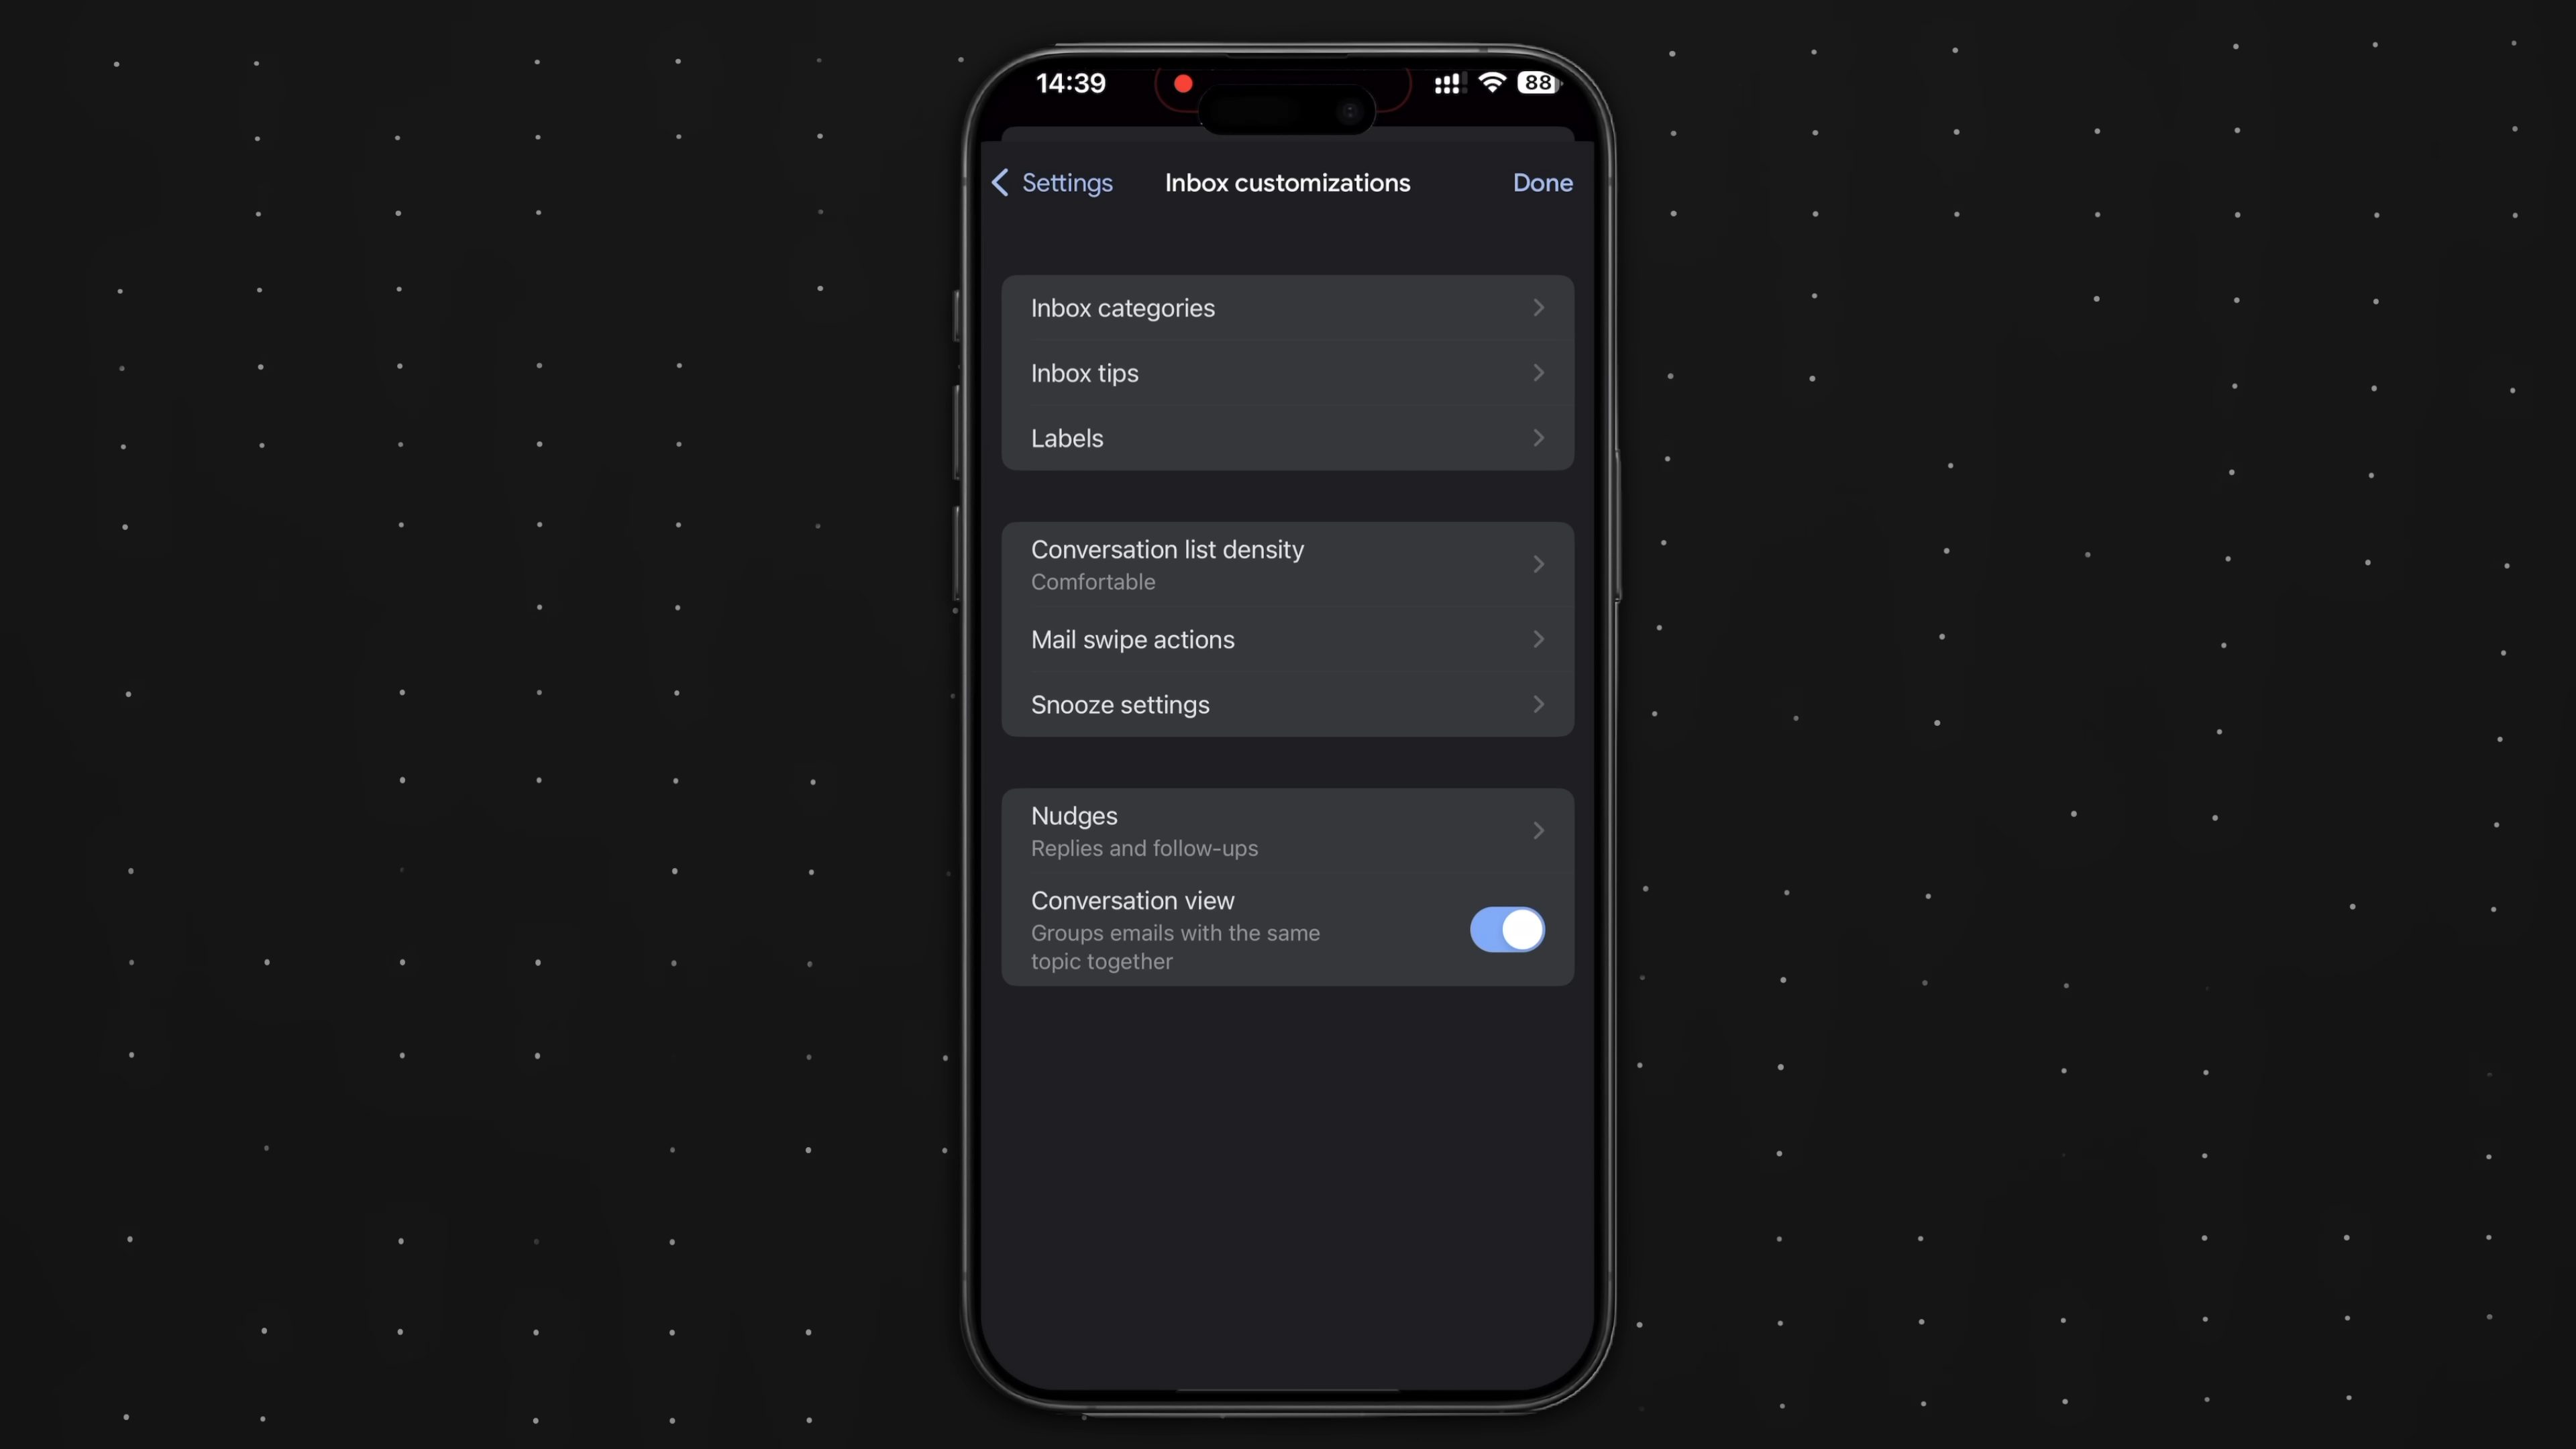 14:39
88
Settings
Inbox customizations
Done
Inbox categories
Inbox tips
Labels
Conversation list density
Comfortable
Mail swipe actions
Snooze settings
Nudges
Replies and follow-ups
Conversation view
Groups emails with the same
topic together